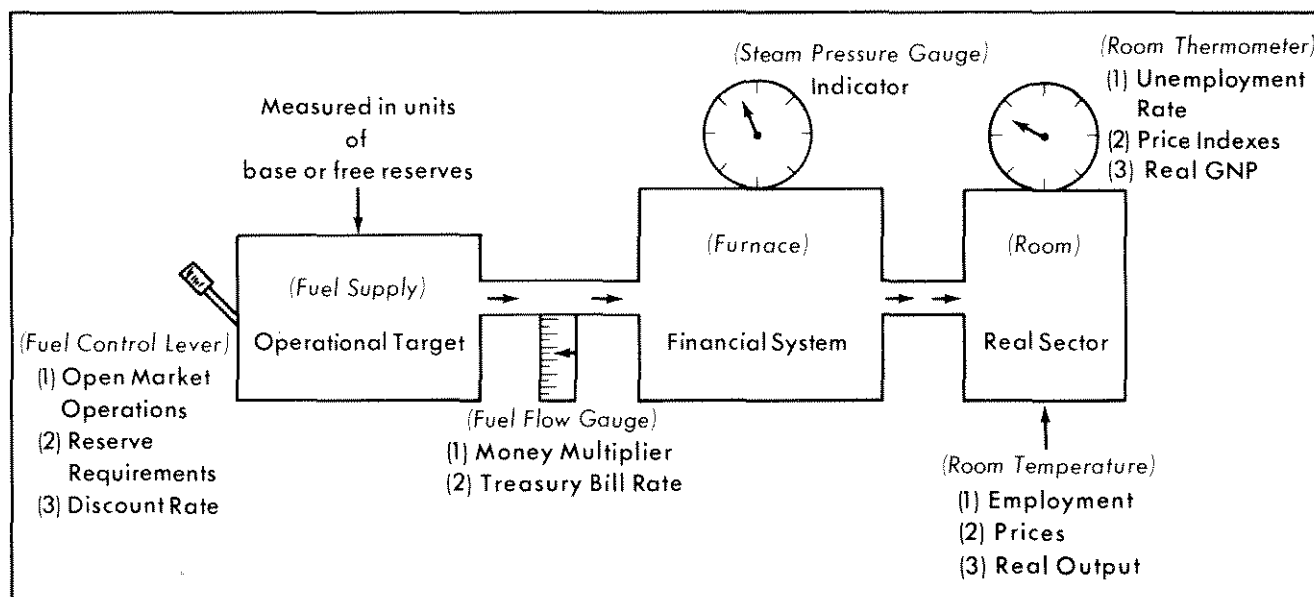 (Steam Pressure Gauge)
Indicator
(Room Thermometer)
(1) Unemployment
Rate
(2) Price Indexes
(3) Real GNP
Measured in units
of
base or free reserves
(Fuel Supply)
Operational Target
(Furnace)
Financial System
(Room)
Real Sector
(Fuel Control Lever)
(1) Open Market
Operations
(2) Reserve
Requirements
(3) Discount Rate
(Fuel Flow Gauge)
(1) Money Multiplier
(2) Treasury Bill Rate
(Room Temperature)
(1) Employment
(2) Prices
(3) Real Output